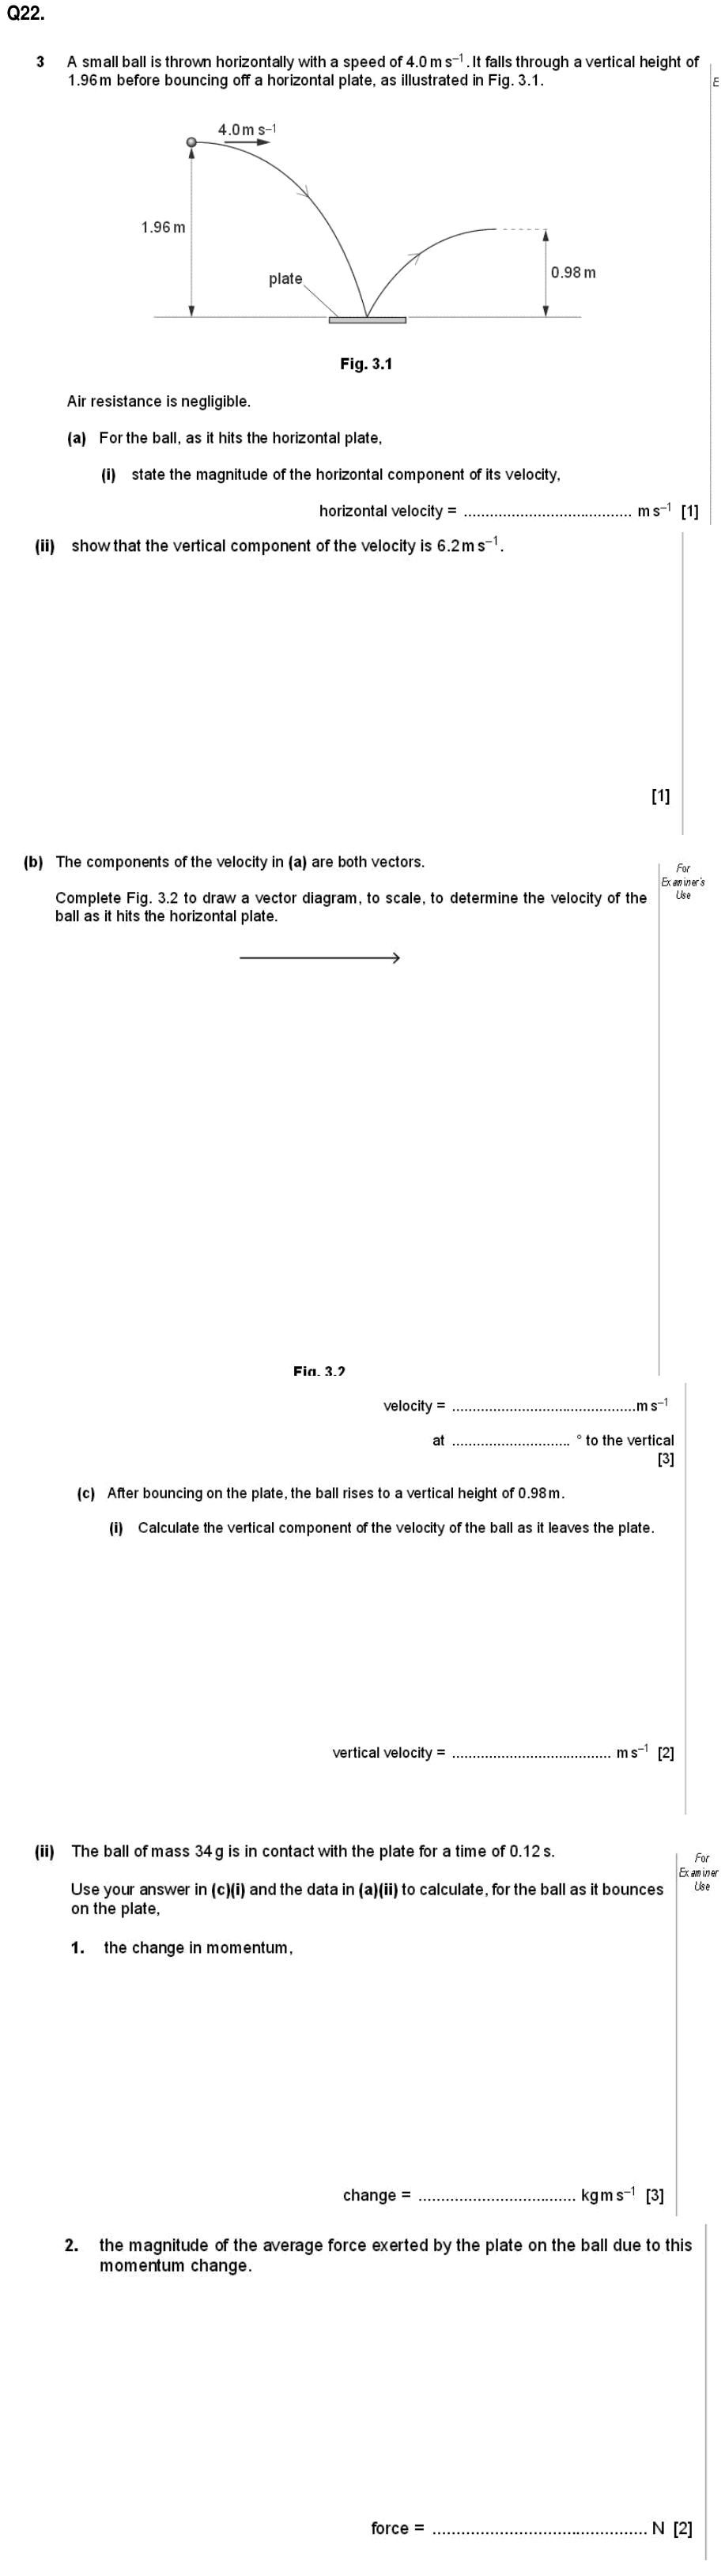 Q22.
3 A small ball is thrown horizontally with a speed of 4.0 m s⁻¹. It falls through a vertical height of
1.96 m before bouncing off a horizontal plate, as illustrated in Fig. 3.1.
E
4.0 m s⁻¹
1.96 m
plate
0.98 m
Fig. 3.1
Air resistance is negligible.
(a) For the ball, as it hits the horizontal plate,
(i) state the magnitude of the horizontal component of its velocity,
horizontal velocity = ....................................... m s⁻¹ [1]
(ii) show that the vertical component of the velocity is 6.2 m s⁻¹.
[1]
(b) The components of the velocity in (a) are both vectors.
For
Examiner's
Use
Complete Fig. 3.2 to draw a vector diagram, to scale, to determine the velocity of the
ball as it hits the horizontal plate.
Fig. 3.2
velocity = ............................................. m s⁻¹
at ............................. ° to the vertical
[3]
(c) After bouncing on the plate, the ball rises to a vertical height of 0.98 m.
(i) Calculate the vertical component of the velocity of the ball as it leaves the plate.
vertical velocity = ....................................... m s⁻¹ [2]
(ii) The ball of mass 34 g is in contact with the plate for a time of 0.12 s.
For
Examiner
Use
Use your answer in (c)(i) and the data in (a)(ii) to calculate, for the ball as it bounces
on the plate,
1. the change in momentum,
change = ................................... kg m s⁻¹ [3]
2. the magnitude of the average force exerted by the plate on the ball due to this
momentum change.
force = ............................................. N [2]